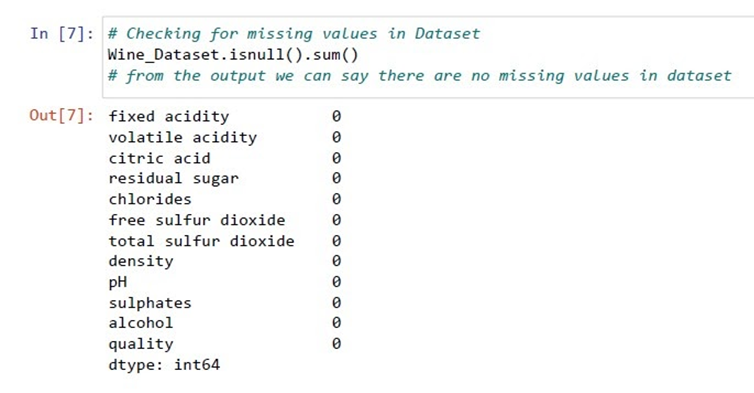 In [7]: # Checking for missing values in Dataset
Wine_Dataset.isnull().sum()
# from the output we can say there are no missing values in dataset
Out[7]: fixed acidity 0
volatile acidity 0
citric acid 0
residual sugar 0
chlorides 0
free sulfur dioxide 0
total sulfur dioxide 0
density 0
pH 0
sulphates 0
alcohol 0
quality 0
dtype: int64